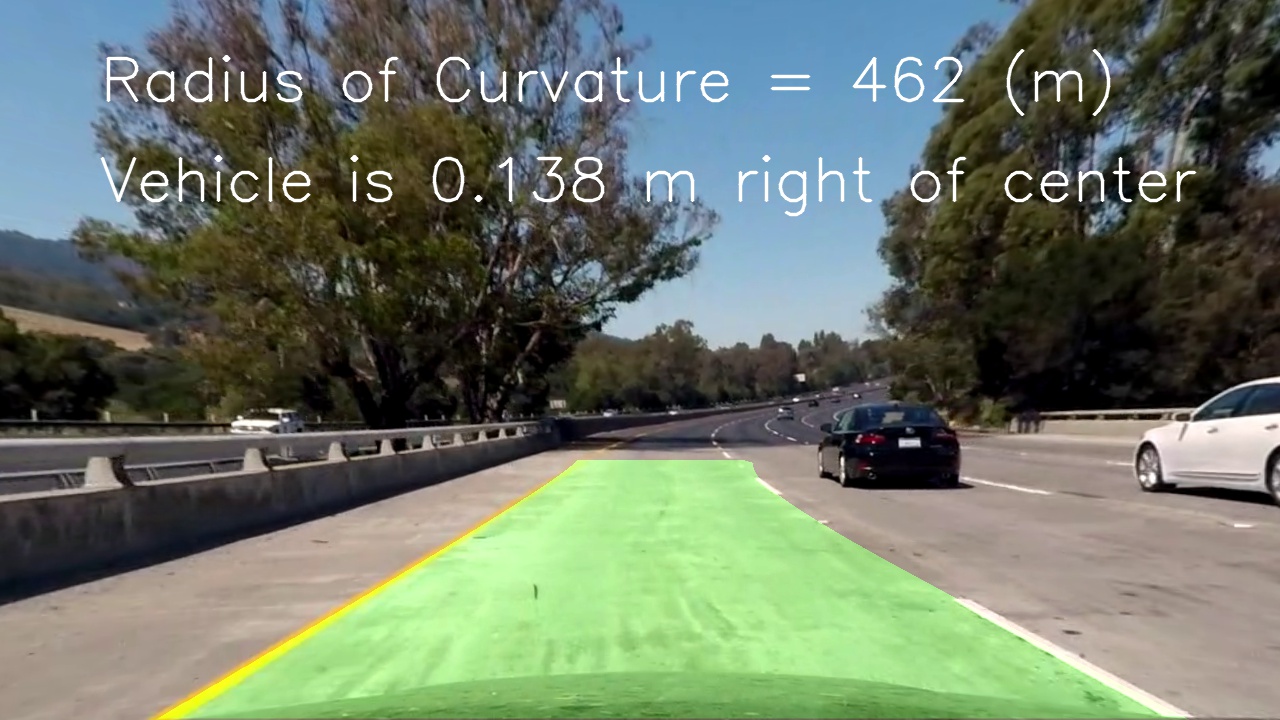 Radius of Curvature = 462 (m)
Vehicle is 0.138 m right of center